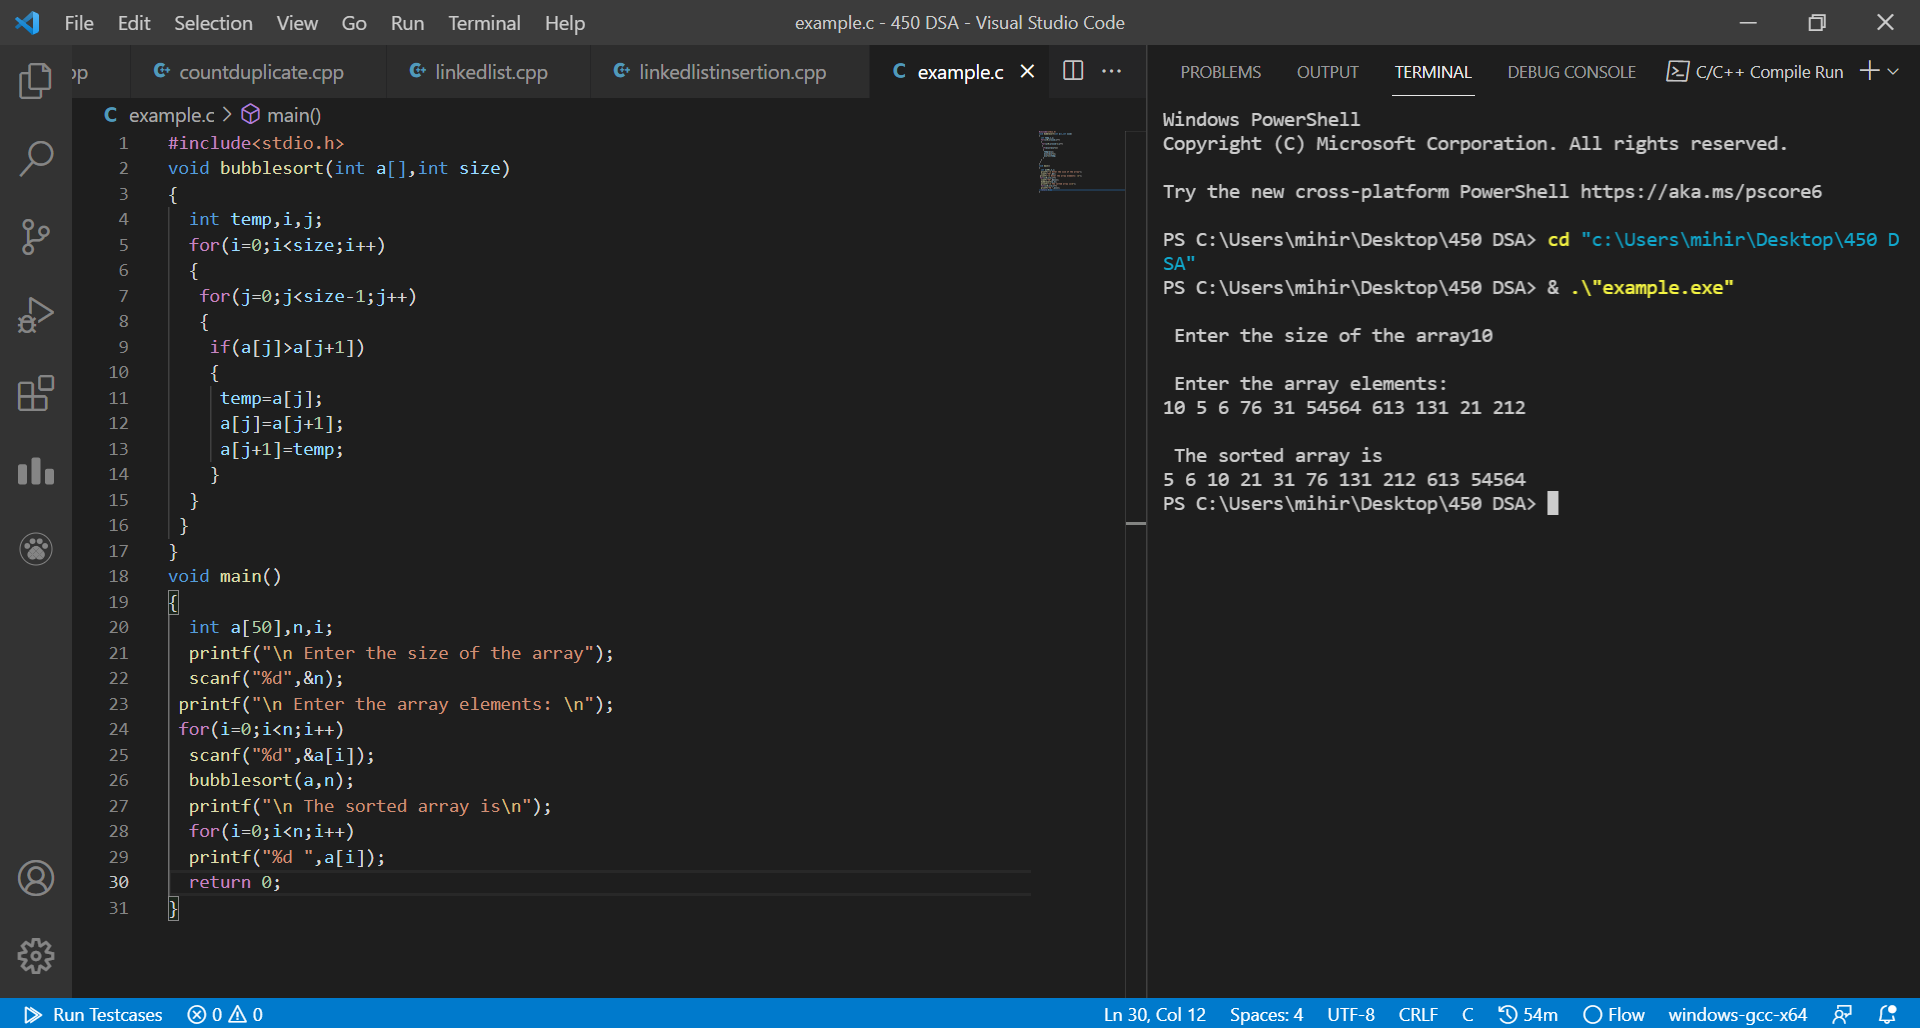 File Edit Selection View Go Run Terminal Help
example.c - 450 DSA - Visual Studio Code
pp countduplicate.cpp linkedlist.cpp linkedlistinsertion.cpp C example.c
C example.c > main()
1 #include<stdio.h>
2 void bubblesort(int a[],int size)
3 {
4 int temp,i,j;
5 for(i=0;i<size;i++)
6 {
7 for(j=0;j<size-1;j++)
8 {
9 if(a[j]>a[j+1])
10 {
11 temp=a[j];
12 a[j]=a[j+1];
13 a[j+1]=temp;
14 }
15 }
16 }
17 }
18 void main()
19 {
20 int a[50],n,i;
21 printf("\n Enter the size of the array");
22 scanf("%d",&n);
23 printf("\n Enter the array elements: \n");
24 for(i=0;i<n;i++)
25 scanf("%d",&a[i]);
26 bubblesort(a,n);
27 printf("\n The sorted array is\n");
28 for(i=0;i<n;i++)
29 printf("%d ",a[i]);
30 return 0;
31 }
PROBLEMS OUTPUT TERMINAL DEBUG CONSOLE C/C++ Compile Run
Windows PowerShell
Copyright (C) Microsoft Corporation. All rights reserved.
Try the new cross-platform PowerShell https://aka.ms/pscore6
PS C:\Users\mihir\Desktop\450 DSA> cd "c:\Users\mihir\Desktop\450 D
SA"
PS C:\Users\mihir\Desktop\450 DSA> & .\"example.exe"
Enter the size of the array10
Enter the array elements:
10 5 6 76 31 54564 613 131 21 212
The sorted array is
5 6 10 21 31 76 131 212 613 54564
PS C:\Users\mihir\Desktop\450 DSA>
Run Testcases 0 0 Ln 30, Col 12 Spaces: 4 UTF-8 CRLF C 54m Flow windows-gcc-x64